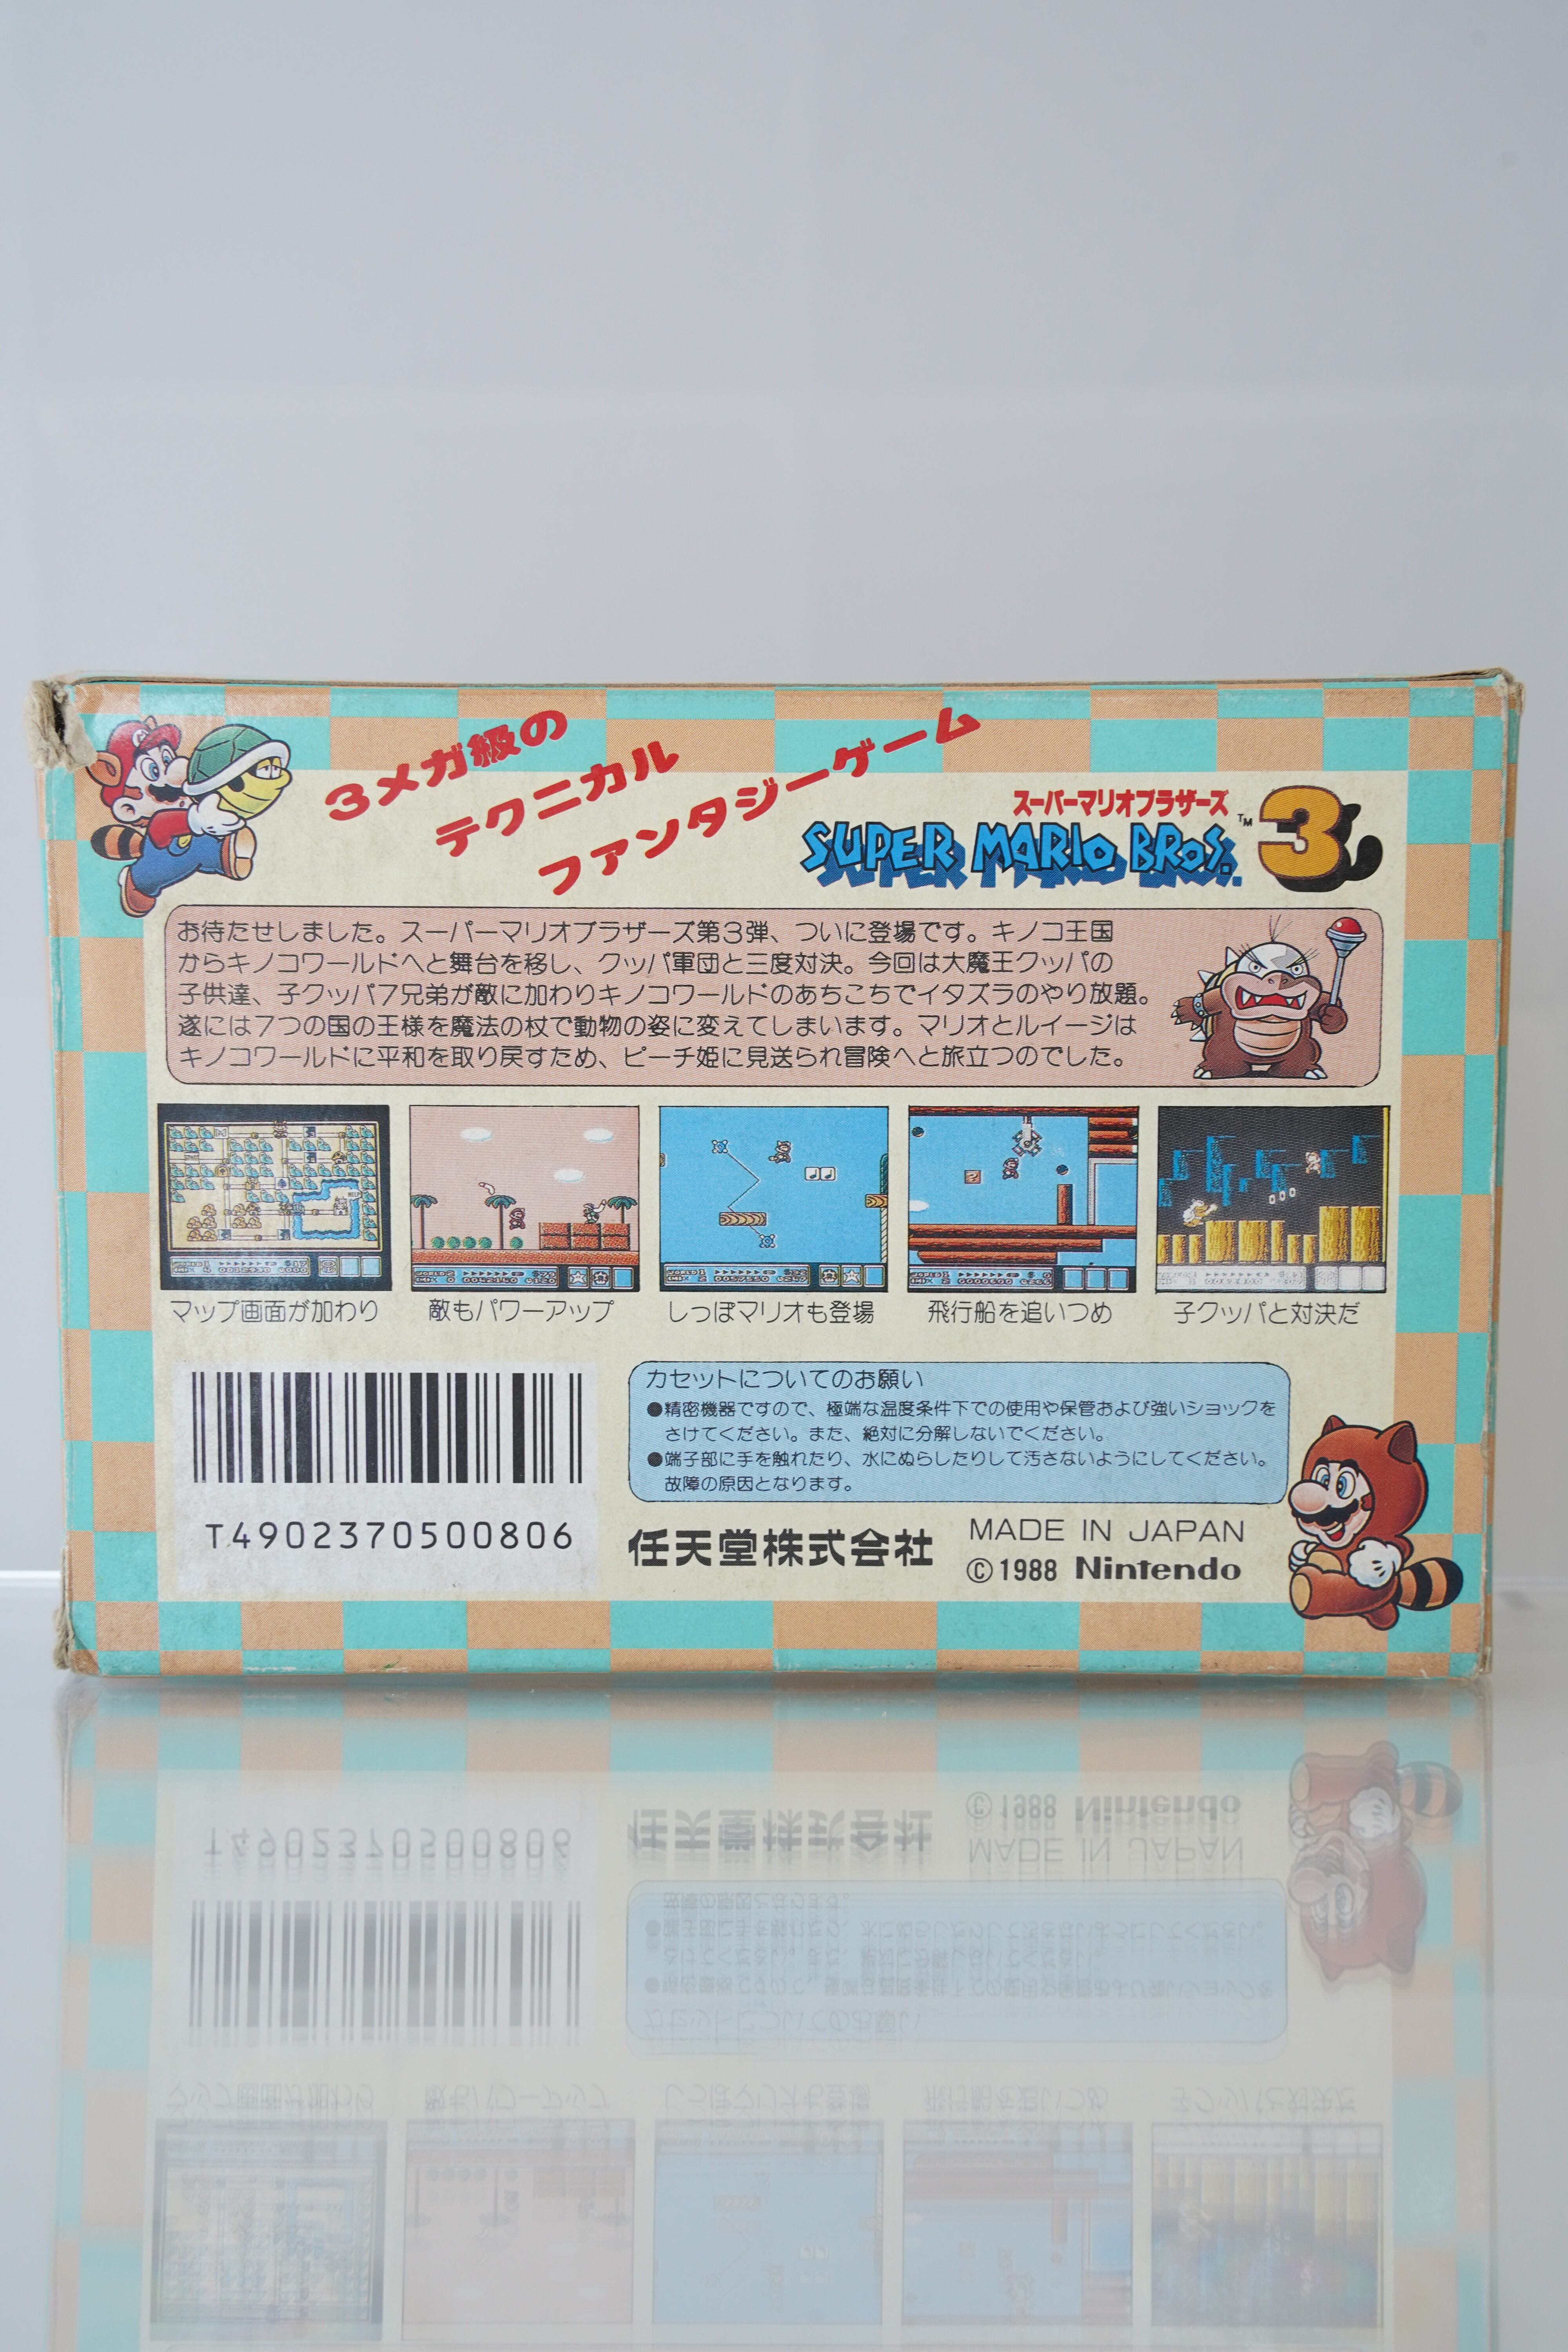 3メガ級の
テクニカル
ファンタジーゲーム
スーパーマリオブラザーズ
SUPER MARIO BROS.™ 3
お待たせしました。スーパーマリオブラザーズ第3弾、ついに登場です。キノコ王国
からキノコワールドへと舞台を移し、クッパ軍団と三度対決。今回は大魔王クッパの
子供達、子クッパ7兄弟が敵に加わりキノコワールドのあちこちでイタズラのやり放題。
遂には7つの国の王様を魔法の杖で動物の姿に変えてしまいます。マリオとルイージは
キノコワールドに平和を取り戻すため、ピーチ姫に見送られ冒険へと旅立つのでした。
マップ画面が加わり
敵もパワーアップ
しっぽマリオも登場
飛行船を追いつめ
子クッパと対決だ
カセットについてのお願い
●精密機器ですので、極端な温度条件下での使用や保管および強いショックを
さけてください。また、絶対に分解しないでください。
●端子部に手を触れたり、水にぬらしたりして汚さないようにしてください。
故障の原因となります。
T4902370500806
任天堂株式会社
MADE IN JAPAN
©1988 Nintendo